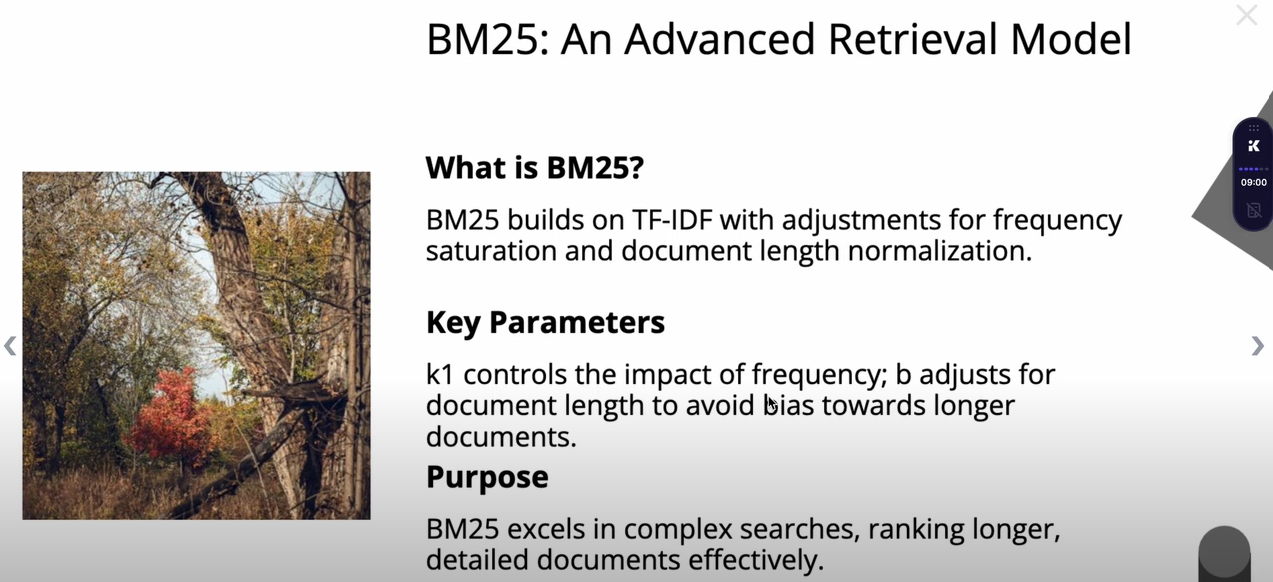 BM25: An Advanced Retrieval Model
What is BM25?
BM25 builds on TF-IDF with adjustments for frequency
saturation and document length normalization.
Key Parameters
k1 controls the impact of frequency; b adjusts for
document length to avoid bias towards longer
documents.
Purpose
BM25 excels in complex searches, ranking longer,
detailed documents effectively.
09:00